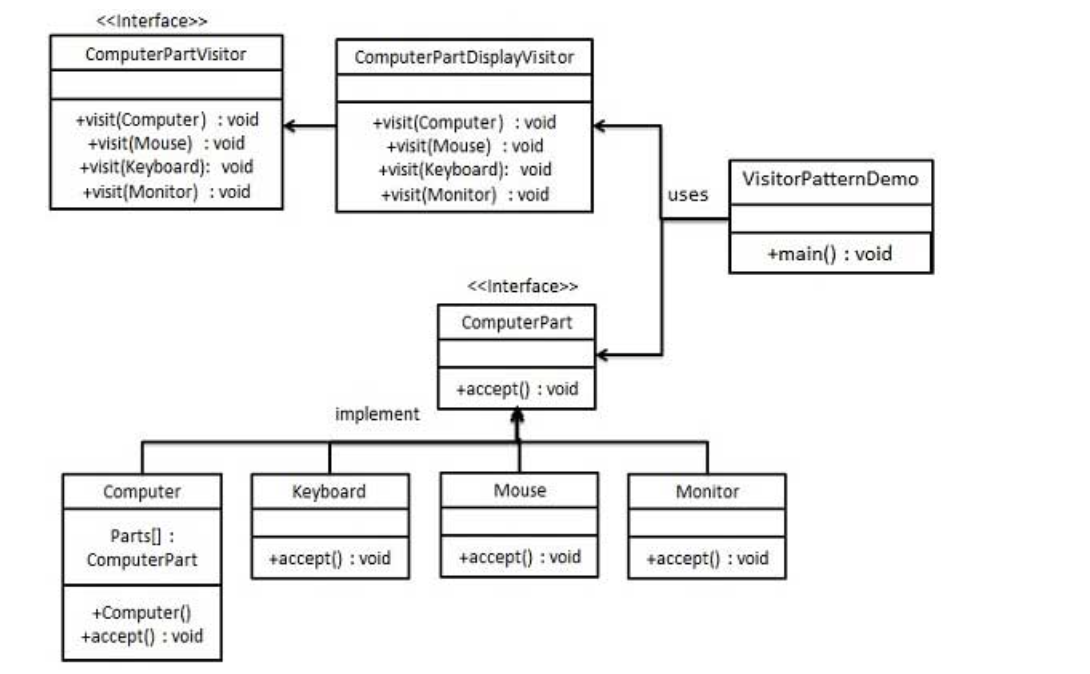 <<Interface>>
ComputerPartVisitor
+visit(Computer) : void
+visit(Mouse) : void
+visit(Keyboard): void
+visit(Monitor) : void
ComputerPartDisplayVisitor
+visit(Computer) : void
+visit(Mouse) : void
+visit(Keyboard): void
+visit(Monitor) : void
uses
VisitorPatternDemo
+main() : void
<<Interface>>
ComputerPart
+accept() : void
implement
Computer
Parts[] :
ComputerPart
+Computer()
+accept() : void
Keyboard
+accept() : void
Mouse
+accept() : void
Monitor
+accept() : void